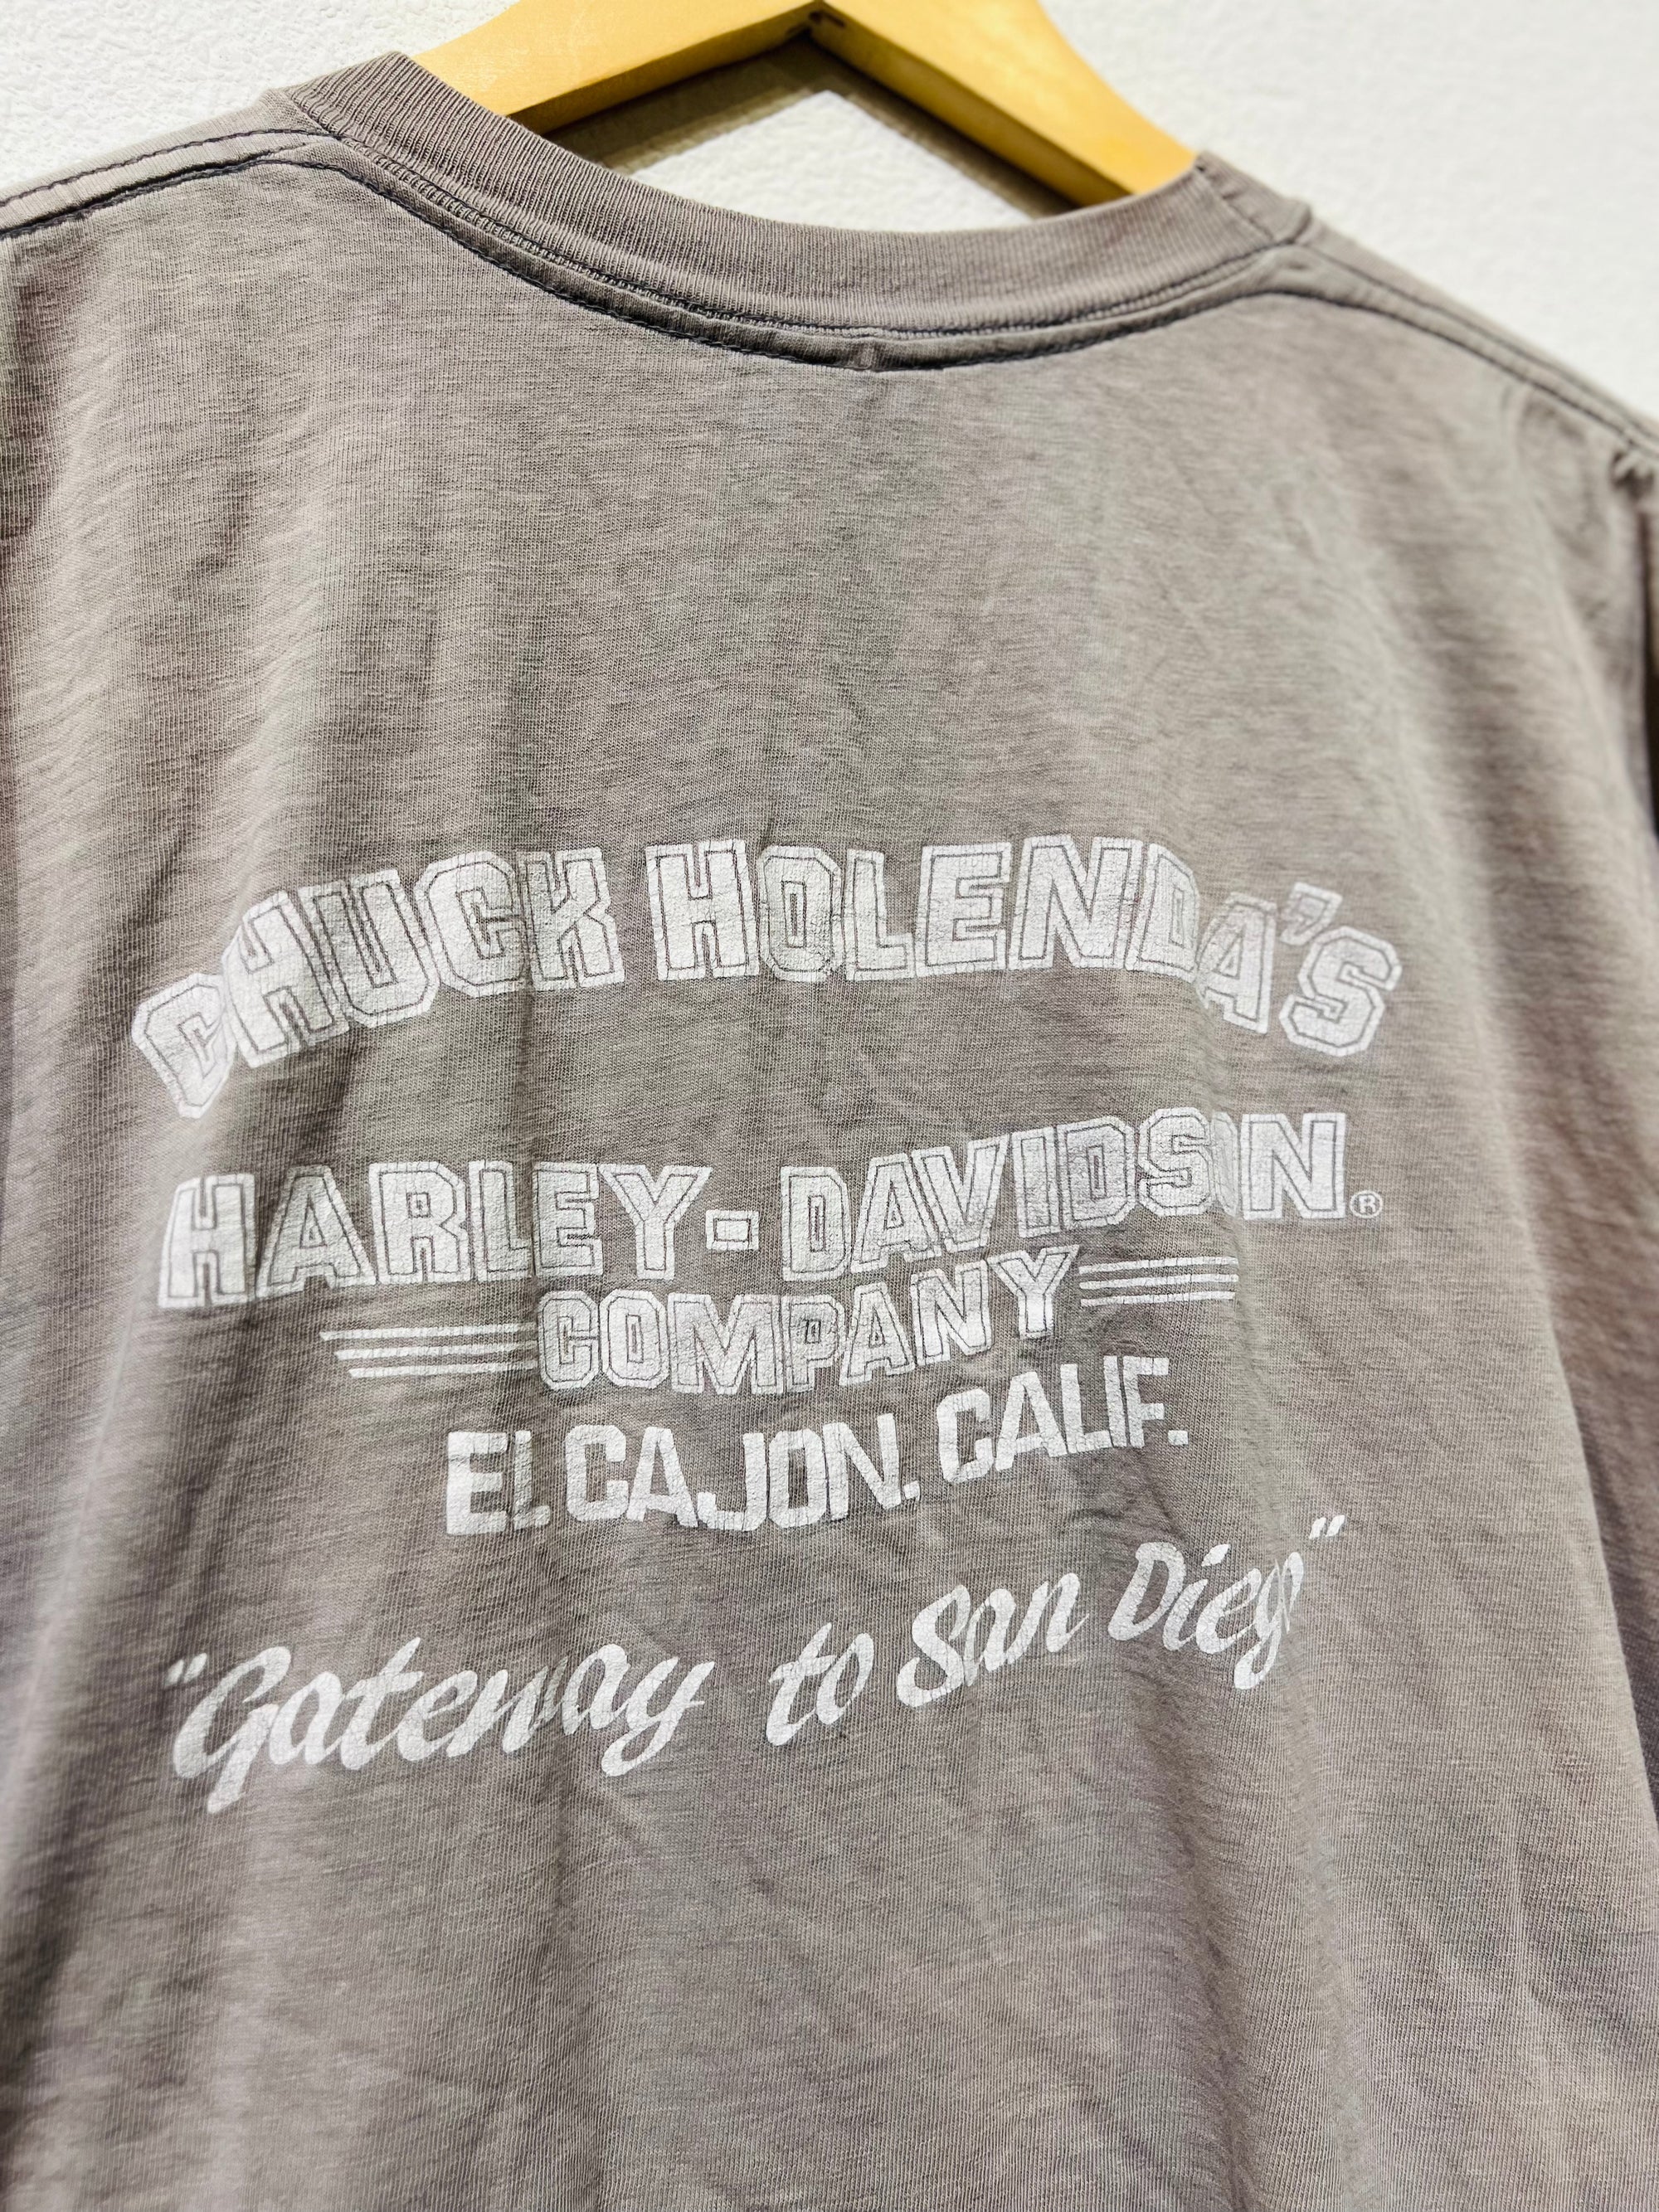 CHUCK HOLENDA'S
HARLEY-DAVIDSON®
COMPANY
EL CAJON, CALIF.
"Gateway to San Diego"